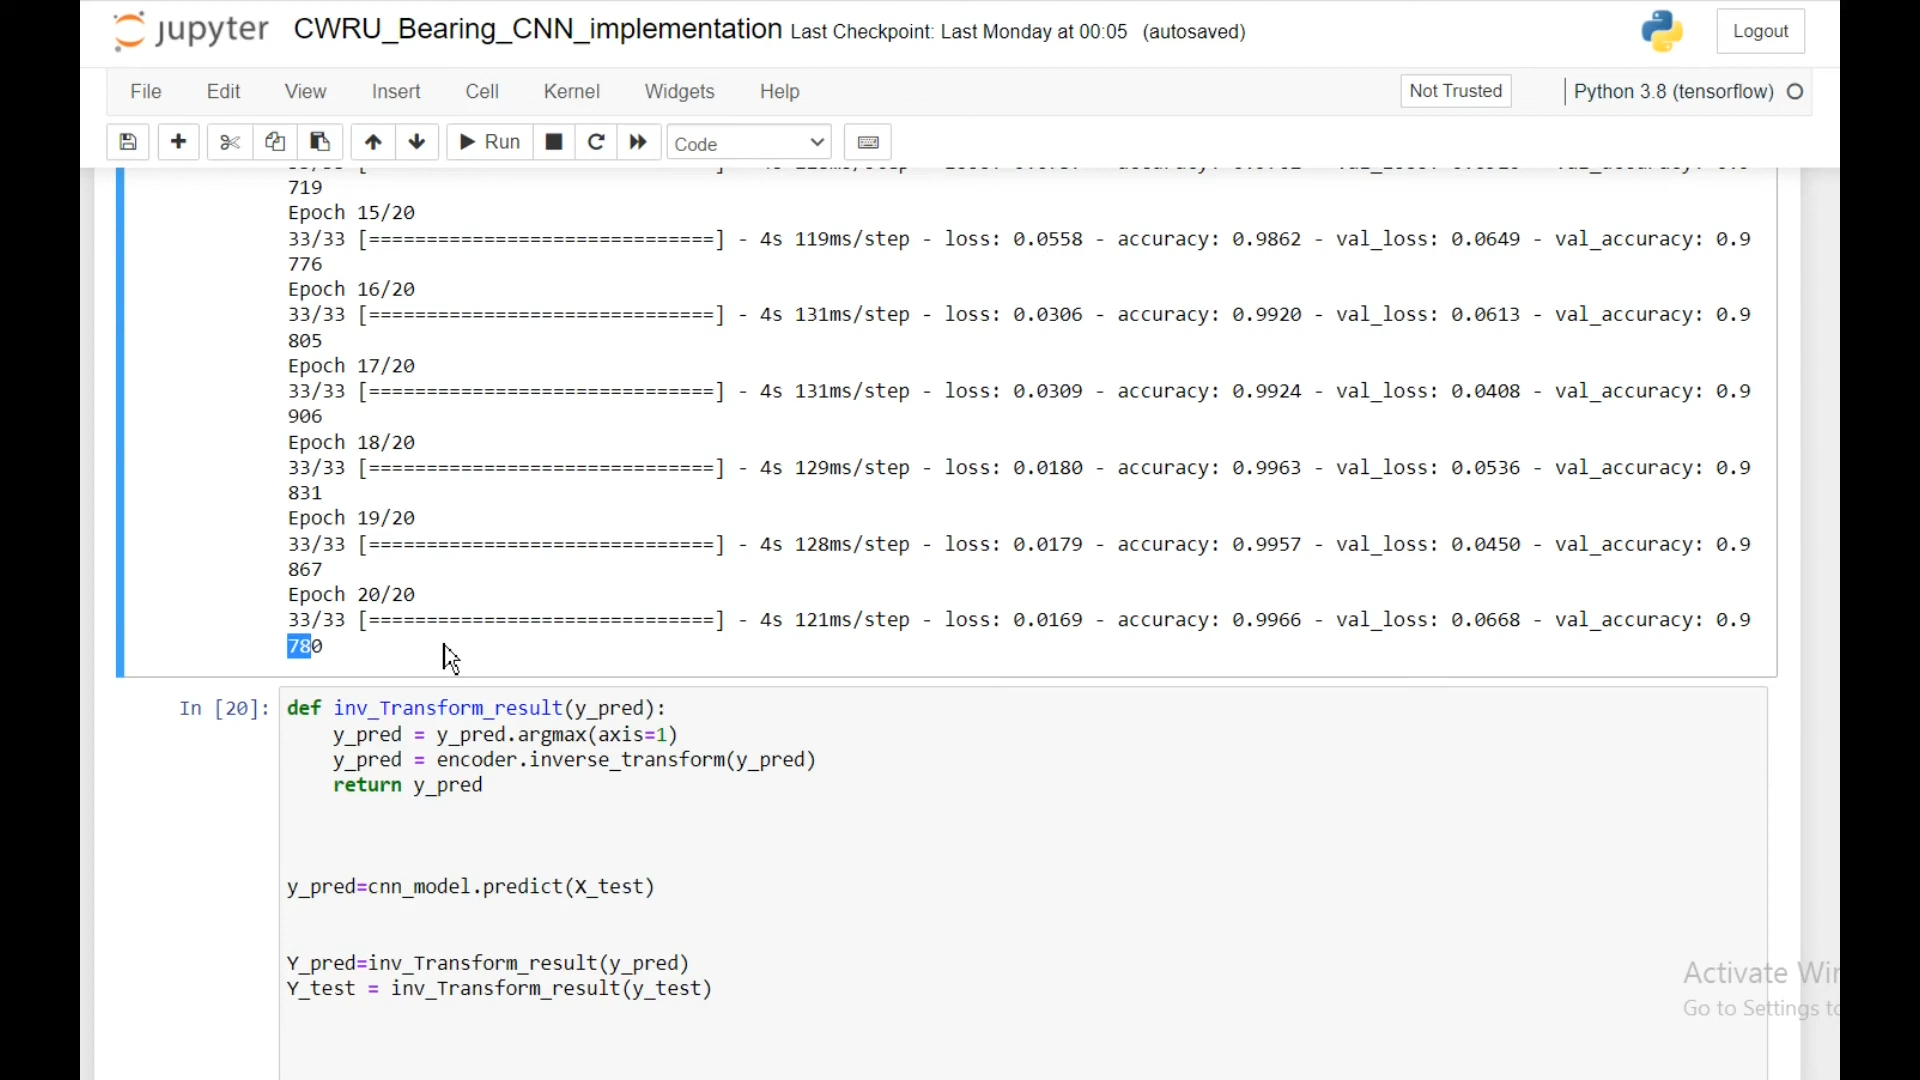 jupyter CWRU_Bearing_CNN_implementation Last Checkpoint: Last Monday at 00:05 (autosaved)
Logout
File Edit View Insert Cell Kernel Widgets Help
Not Trusted
Python 3.8 (tensorflow)
Run
Code
719
Epoch 15/20
33/33 [==============================] - 4s 119ms/step - loss: 0.0558 - accuracy: 0.9862 - val_loss: 0.0649 - val_accuracy: 0.9
776
Epoch 16/20
33/33 [==============================] - 4s 131ms/step - loss: 0.0306 - accuracy: 0.9920 - val_loss: 0.0613 - val_accuracy: 0.9
805
Epoch 17/20
33/33 [==============================] - 4s 131ms/step - loss: 0.0309 - accuracy: 0.9924 - val_loss: 0.0408 - val_accuracy: 0.9
906
Epoch 18/20
33/33 [==============================] - 4s 129ms/step - loss: 0.0180 - accuracy: 0.9963 - val_loss: 0.0536 - val_accuracy: 0.9
831
Epoch 19/20
33/33 [==============================] - 4s 128ms/step - loss: 0.0179 - accuracy: 0.9957 - val_loss: 0.0450 - val_accuracy: 0.9
867
Epoch 20/20
33/33 [==============================] - 4s 121ms/step - loss: 0.0169 - accuracy: 0.9966 - val_loss: 0.0668 - val_accuracy: 0.9
780
In [20]: def inv_Transform_result(y_pred):
y_pred = y_pred.argmax(axis=1)
y_pred = encoder.inverse_transform(y_pred)
return y_pred
y_pred=cnn_model.predict(X_test)
Y_pred=inv_Transform_result(y_pred)
Y_test = inv_Transform_result(y_test)
Activate Win
Go to Settings to